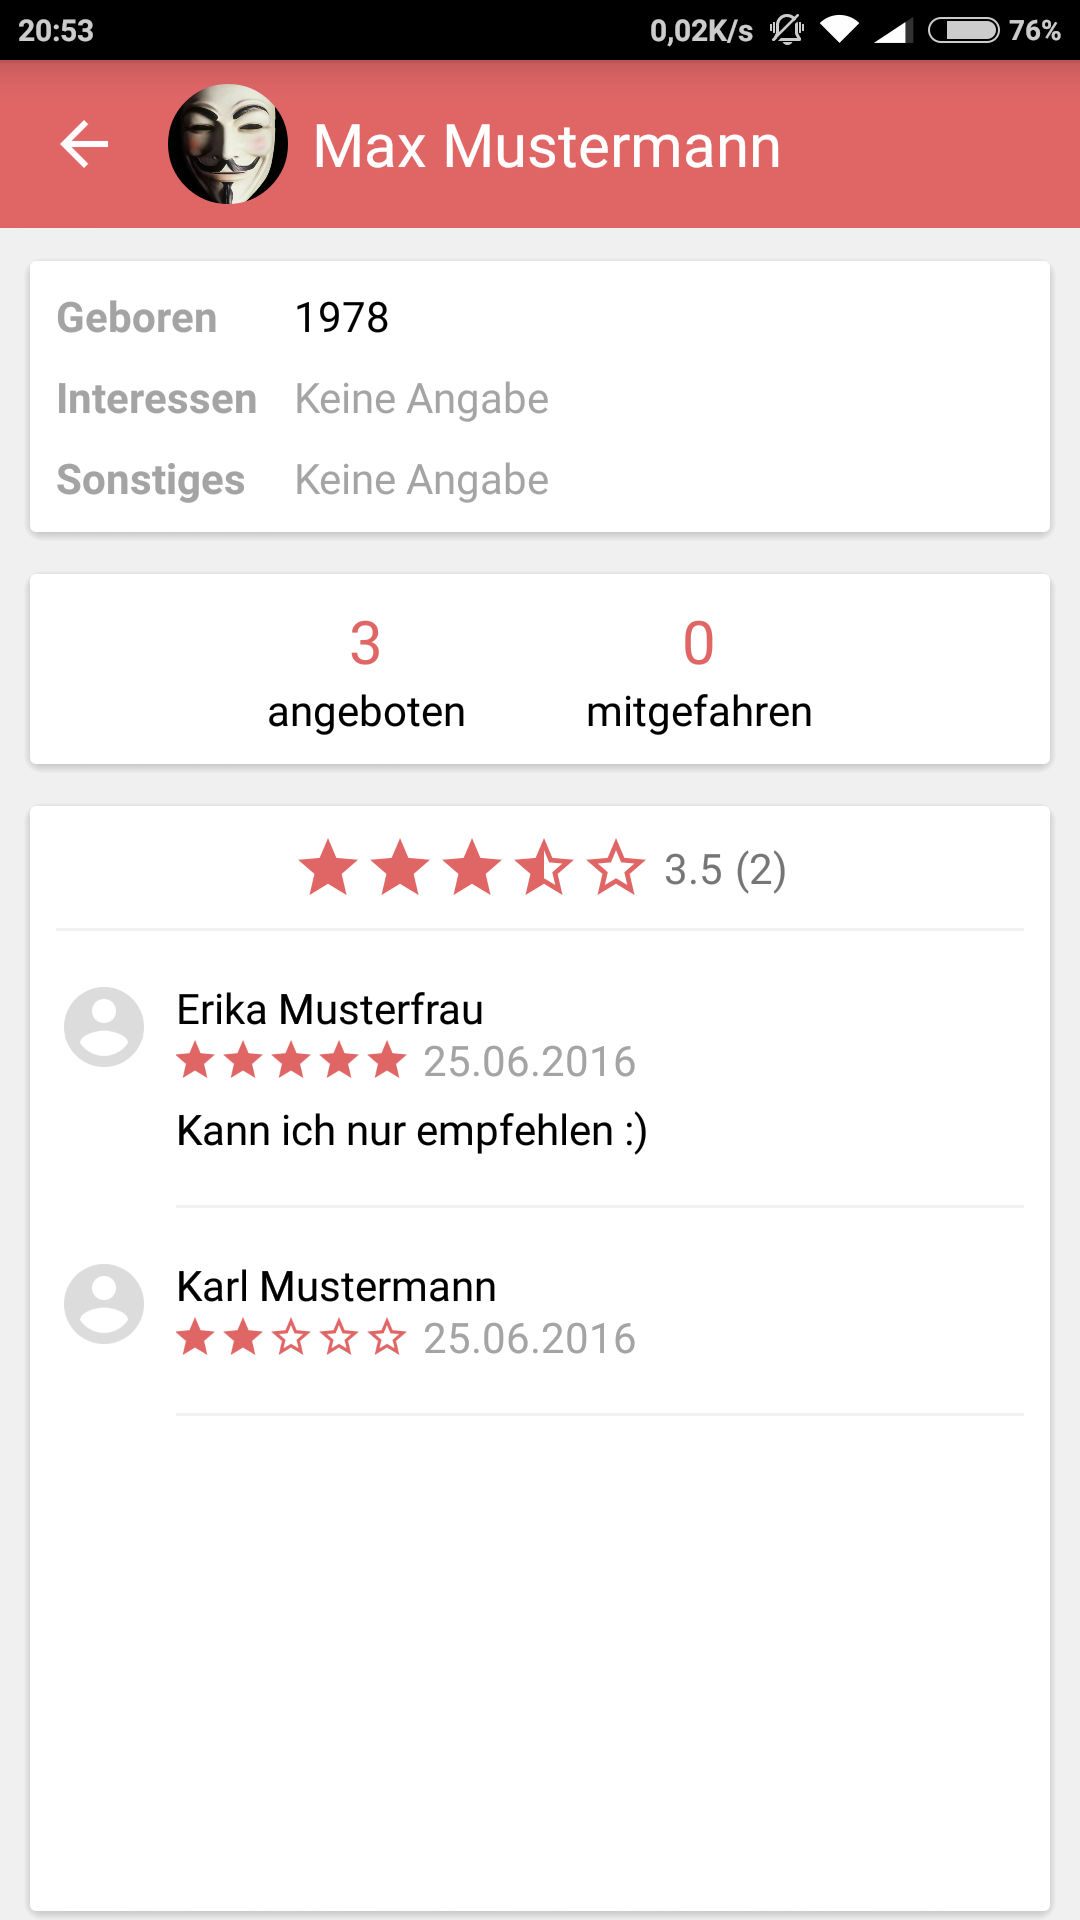 20:53 0,02K/s 76%
Max Mustermann
Geboren 1978
Interessen Keine Angabe
Sonstiges Keine Angabe
3 0
angeboten mitgefahren
3.5 (2)
Erika Musterfrau
25.06.2016
Kann ich nur empfehlen :)
Karl Mustermann
25.06.2016